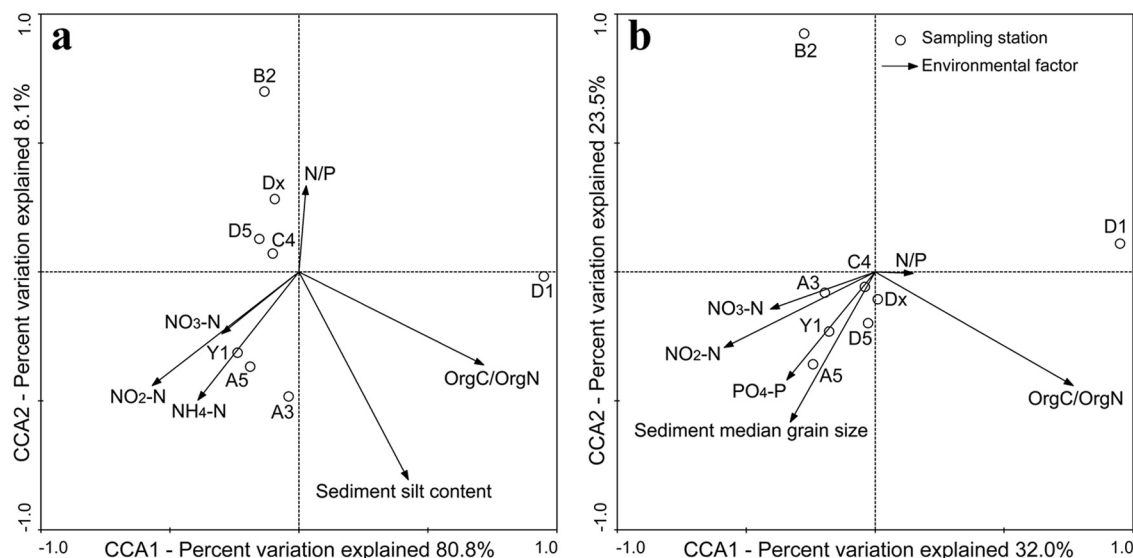 a
1.0
-1.0
CCA2 - Percent variation explained 8.1%
B2
N/P
Dx
D5
C4
D1
NO3-N
Y1
OrgC/OrgN
A5
NO2-N
NH4-N
A3
Sediment silt content
-1.0
CCA1 - Percent variation explained 80.8%
1.0
b
1.0
-1.0
CCA2 - Percent variation explained 23.5%
B2
Sampling station
Environmental factor
D1
C4
N/P
A3
Dx
NO3-N
Y1
D5
NO2-N
A5
PO4-P
OrgC/OrgN
Sediment median grain size
-1.0
CCA1 - Percent variation explained 32.0%
1.0